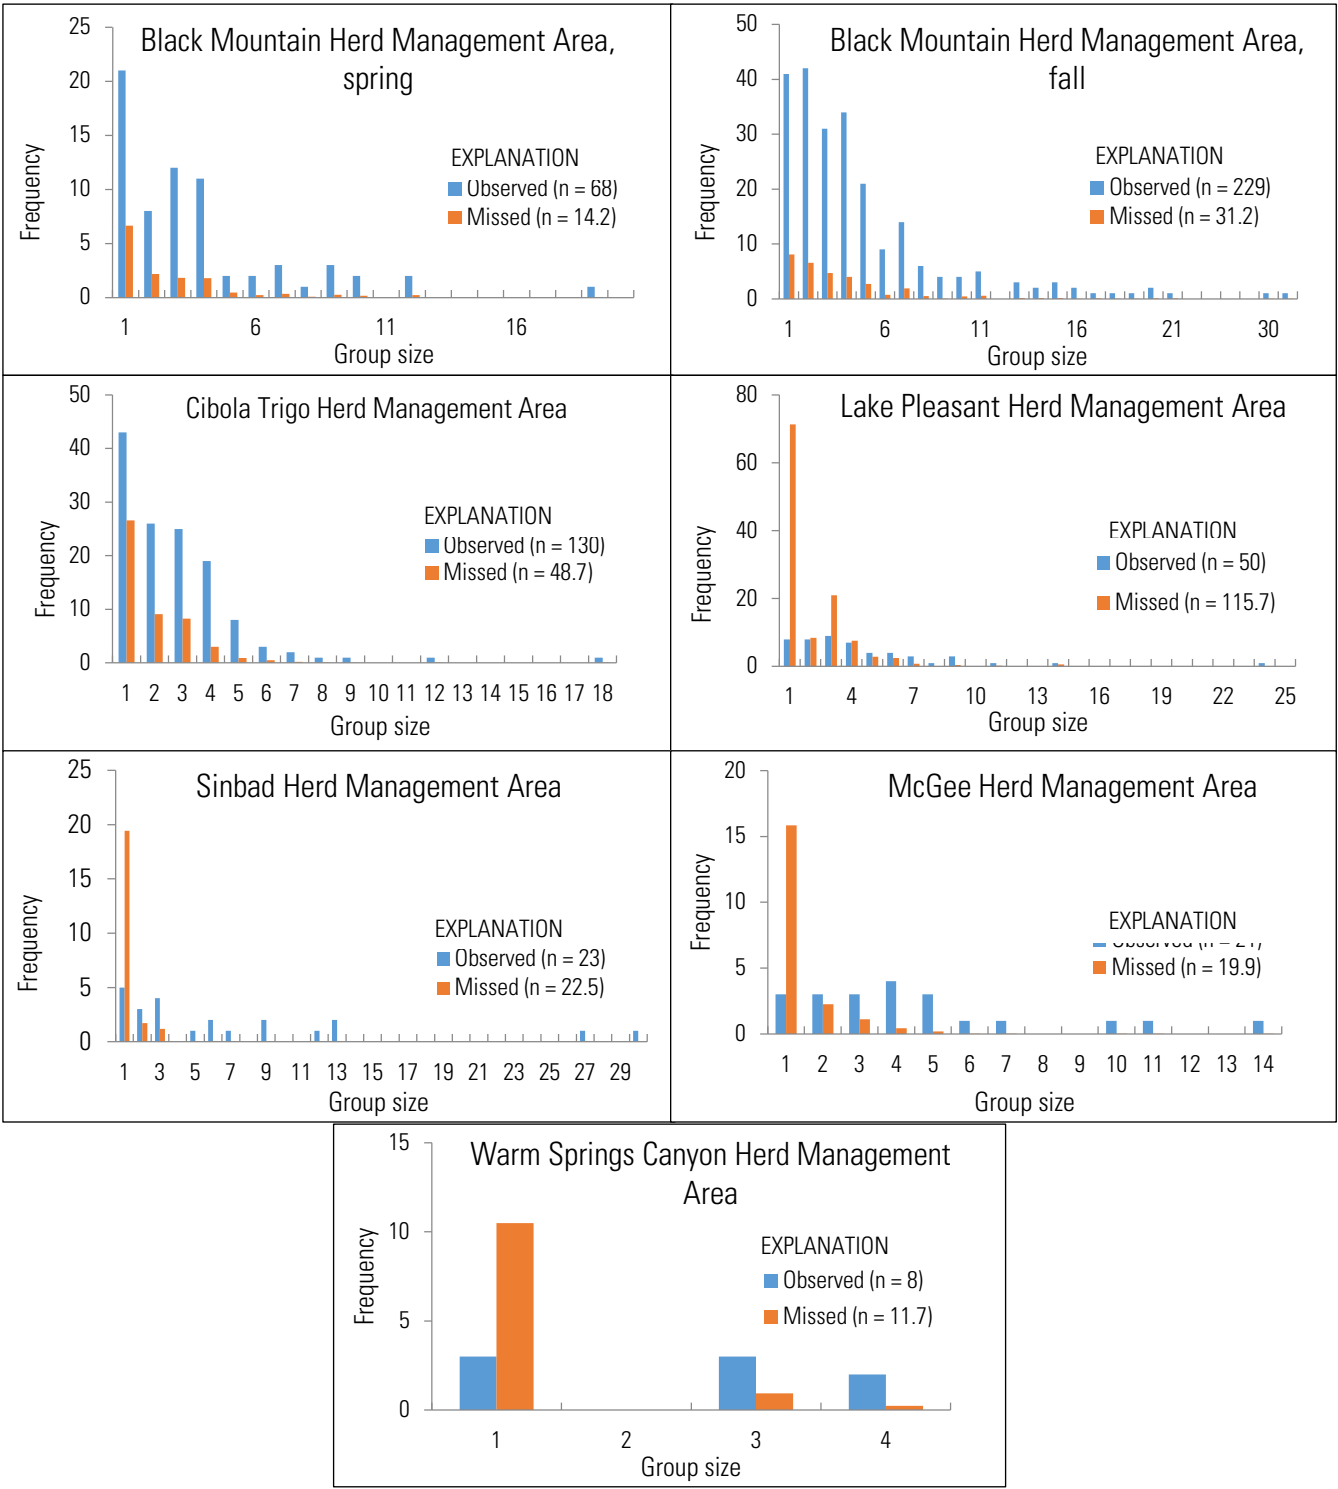 Black Mountain Herd Management Area,
spring
25
20
15
10
5
0
Frequency
EXPLANATION
Observed (n = 68)
Missed (n = 14.2)
1 6 11 16
Group size
Black Mountain Herd Management Area,
fall
50
40
30
20
10
0
Frequency
EXPLANATION
Observed (n = 229)
Missed (n = 31.2)
1 6 11 16 21 30
Group size
Cibola Trigo Herd Management Area
50
40
30
20
10
0
Frequency
EXPLANATION
Observed (n = 130)
Missed (n = 48.7)
1 2 3 4 5 6 7 8 9 10 11 12 13 14 15 16 17 18
Group size
Lake Pleasant Herd Management Area
80
60
40
20
0
Frequency
EXPLANATION
Observed (n = 50)
Missed (n = 115.7)
1 4 7 10 13 16 19 22 25
Group size
Sinbad Herd Management Area
25
20
15
10
5
0
Frequency
EXPLANATION
Observed (n = 23)
Missed (n = 22.5)
1 3 5 7 9 11 13 15 17 19 21 23 25 27 29
Group size
McGee Herd Management Area
20
15
10
5
0
Frequency
EXPLANATION
Observed (n = 21)
Missed (n = 19.9)
1 2 3 4 5 6 7 8 9 10 11 12 13 14
Group size
Warm Springs Canyon Herd Management
Area
15
10
5
0
Frequency
EXPLANATION
Observed (n = 8)
Missed (n = 11.7)
1 2 3 4
Group size